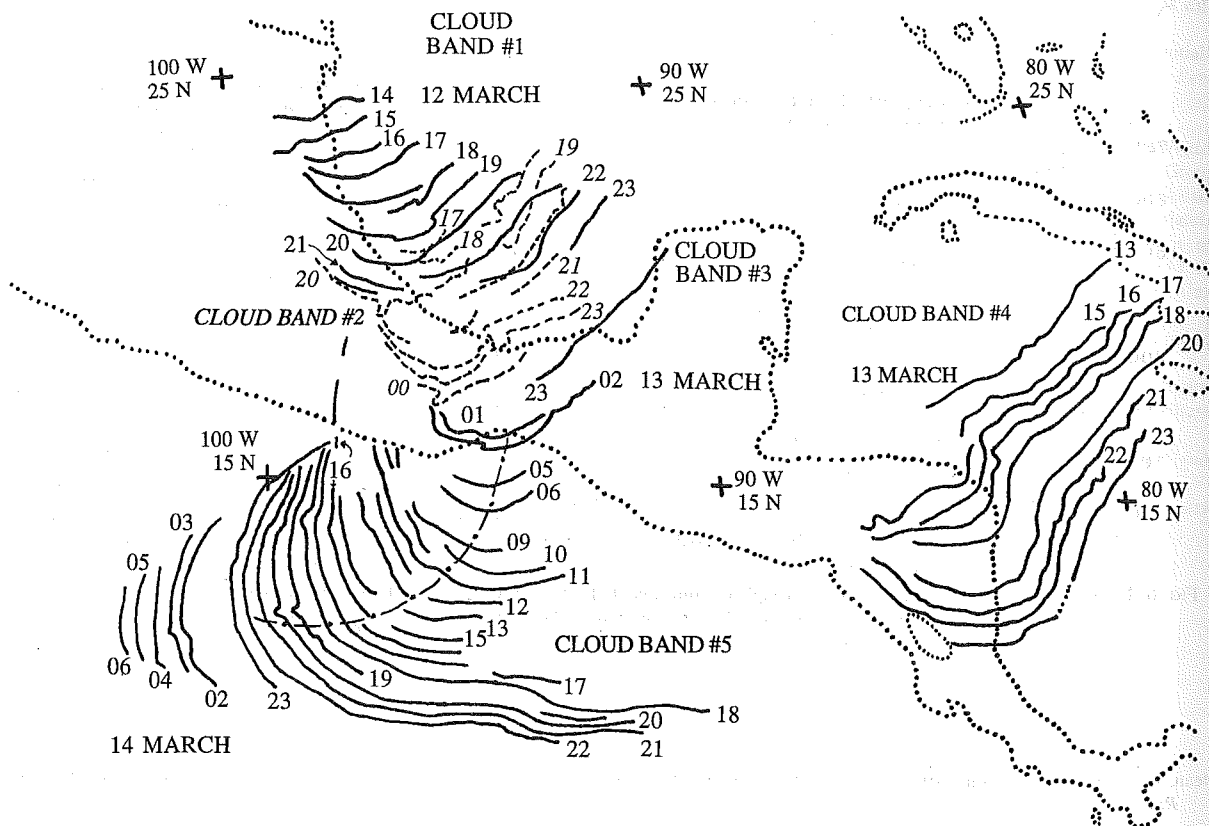 CLOUD
BAND #1
100 W
25 N
90 W
25 N
80 W
25 N
12 MARCH
14
15
16
17
18
19
19
22
23
17
18
21
20
20
21
22
23
CLOUD BAND #2
00
CLOUD
BAND #3
13 MARCH
23
02
01
13
17
16
15
18
20
CLOUD BAND #4
13 MARCH
21
23
22
80 W
15 N
90 W
15 N
100 W
15 N
16
05
06
09
10
11
12
13
15
CLOUD BAND #5
17
18
20
21
22
19
23
03
05
06
04
02
14 MARCH